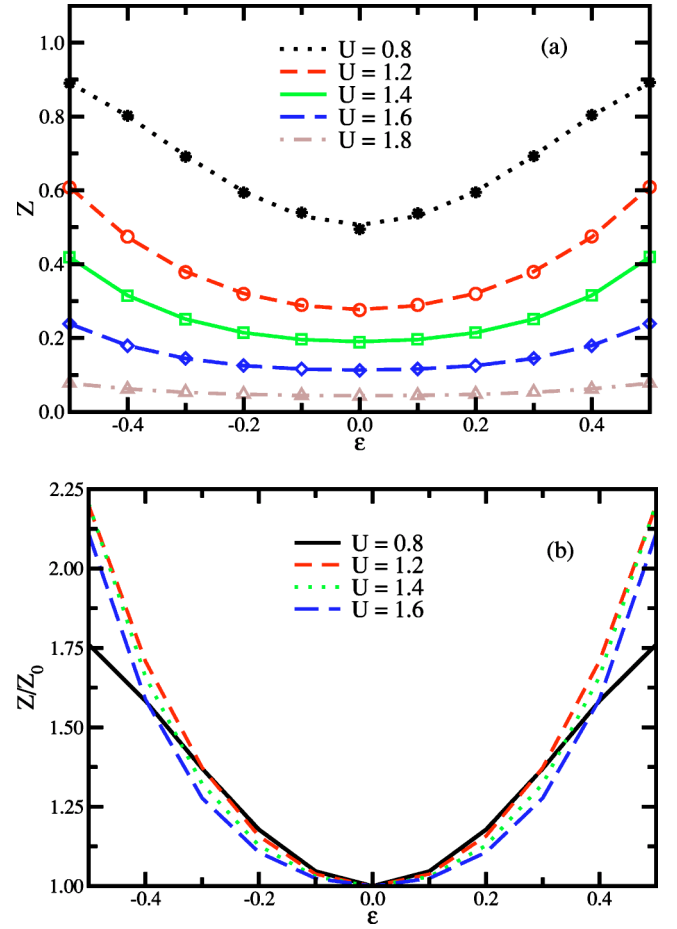 1.0
(a)
U = 0.8
U = 1.2
0.8
U = 1.4
U = 1.6
U = 1.8
0.6
Z
0.4
0.2
0.0
-0.4 -0.2 0.0 0.2 0.4
ε
2.25
U = 0.8
(b)
U = 1.2
2.00
U = 1.4
U = 1.6
1.75
Z/Z0
1.50
1.25
1.00
-0.4 -0.2 0.0 0.2 0.4
ε